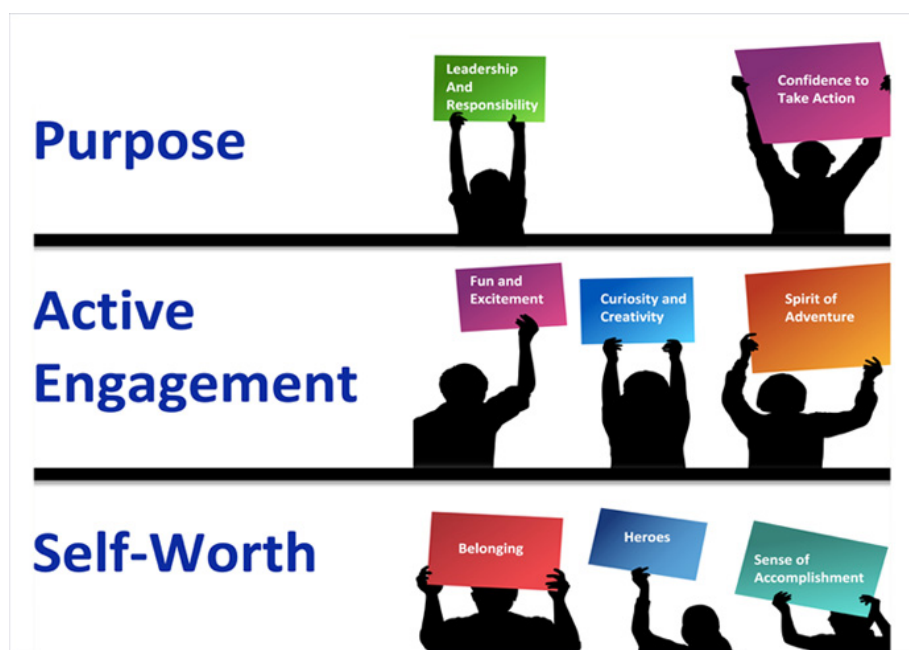 Purpose
Leadership
And
Responsibility
Confidence to
Take Action
Active
Engagement
Fun and
Excitement
Curiosity and
Creativity
Spirit of
Adventure
Self-Worth
Belonging
Heroes
Sense of
Accomplishment